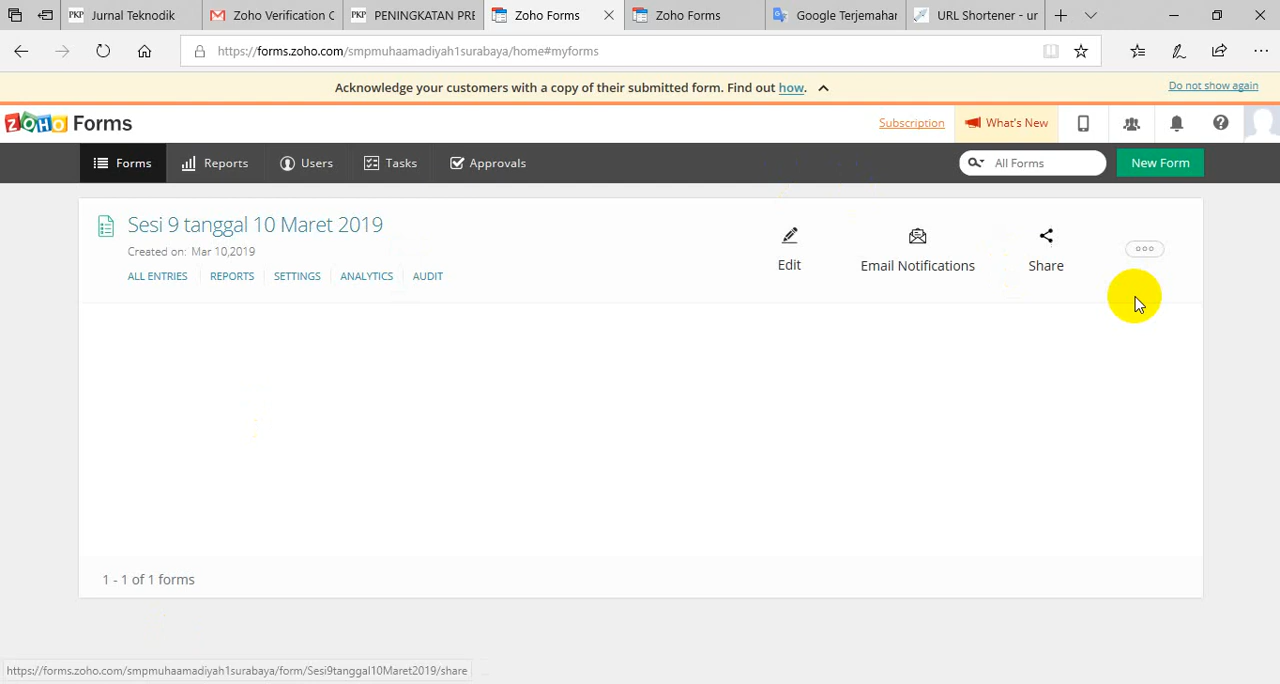 Jurnal Teknodik
Zoho Verification C
PKP PENINGKATAN PRE
Zoho Forms
Zoho Forms
Google Terjemahan
URL Shortener - ur
https://forms.zoho.com/smpmuhaamadiyah1surabaya/home#myforms
Acknowledge your customers with a copy of their submitted form. Find out how.
Do not show again
ZOHO Forms
Subscription
What's New
Forms
Reports
Users
Tasks
Approvals
All Forms
New Form
Sesi 9 tanggal 10 Maret 2019
Created on: Mar 10,2019
ALL ENTRIES
REPORTS
SETTINGS
ANALYTICS
AUDIT
Edit
Email Notifications
Share
1 - 1 of 1 forms
https://forms.zoho.com/smpmuhaamadiyah1surabaya/form/Sesi9tanggal10Maret2019/share